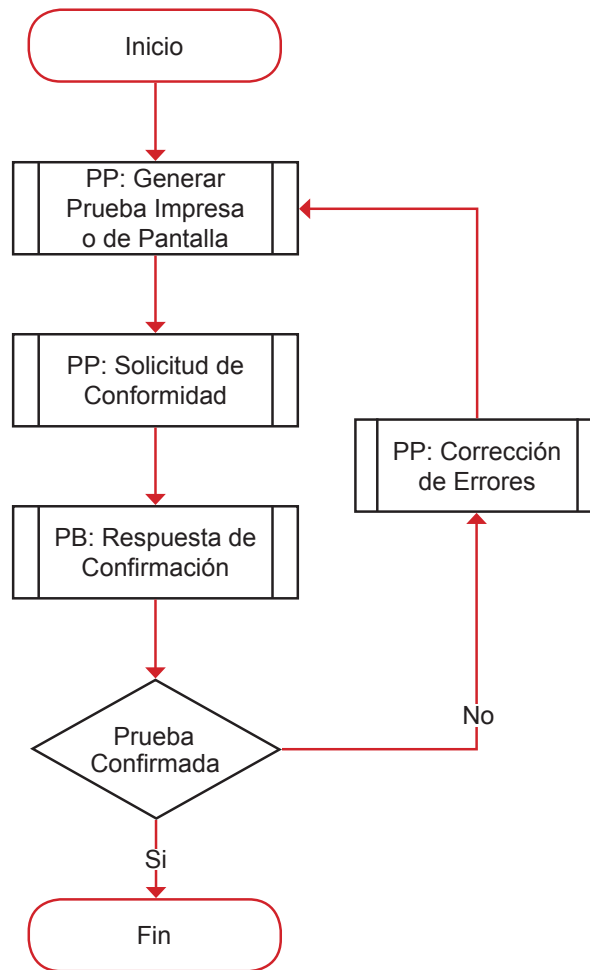 Inicio
PP: Generar
Prueba Impresa
o de Pantalla
PP: Solicitud de
Conformidad
PP: Corrección
de Errores
PB: Respuesta de
Confirmación
No
Prueba
Confirmada
Si
Fin